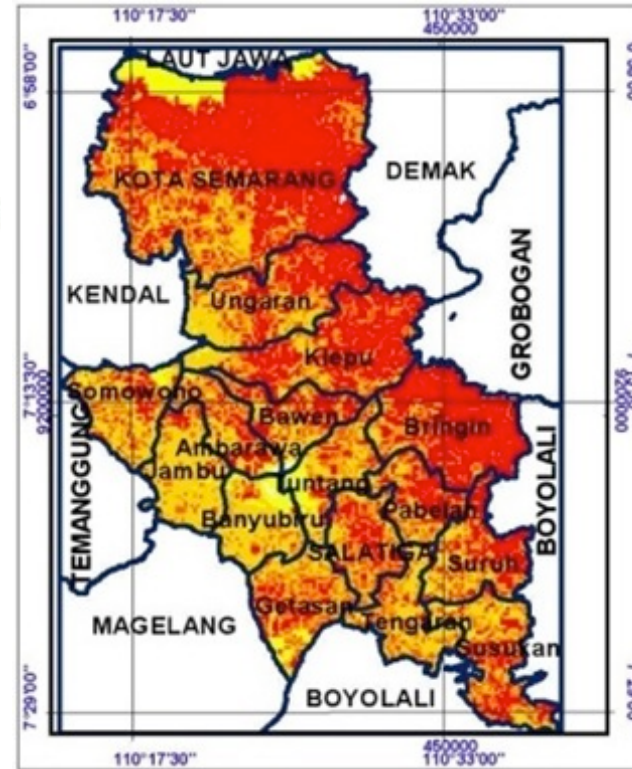 110°17'30"
110°33'00"
450000
6°58'00"
LAUT JAWA
DEMAK
KOTA SEMARANG
GROBOGAN
KENDAL
Ungaran
Klepu
7°13'30"
9200000
9200000
Somowono
Bawen
Bringin
Ambarawa
Jambu
Tuntang
TEMANGGUNG
Banyubiru
Pabelan
BOYOLALI
SALATIGA
Suruh
Getasan
MAGELANG
Tengaran
Susukan
BOYOLALI
7°29'00"
450000
110°17'30"
110°33'00"